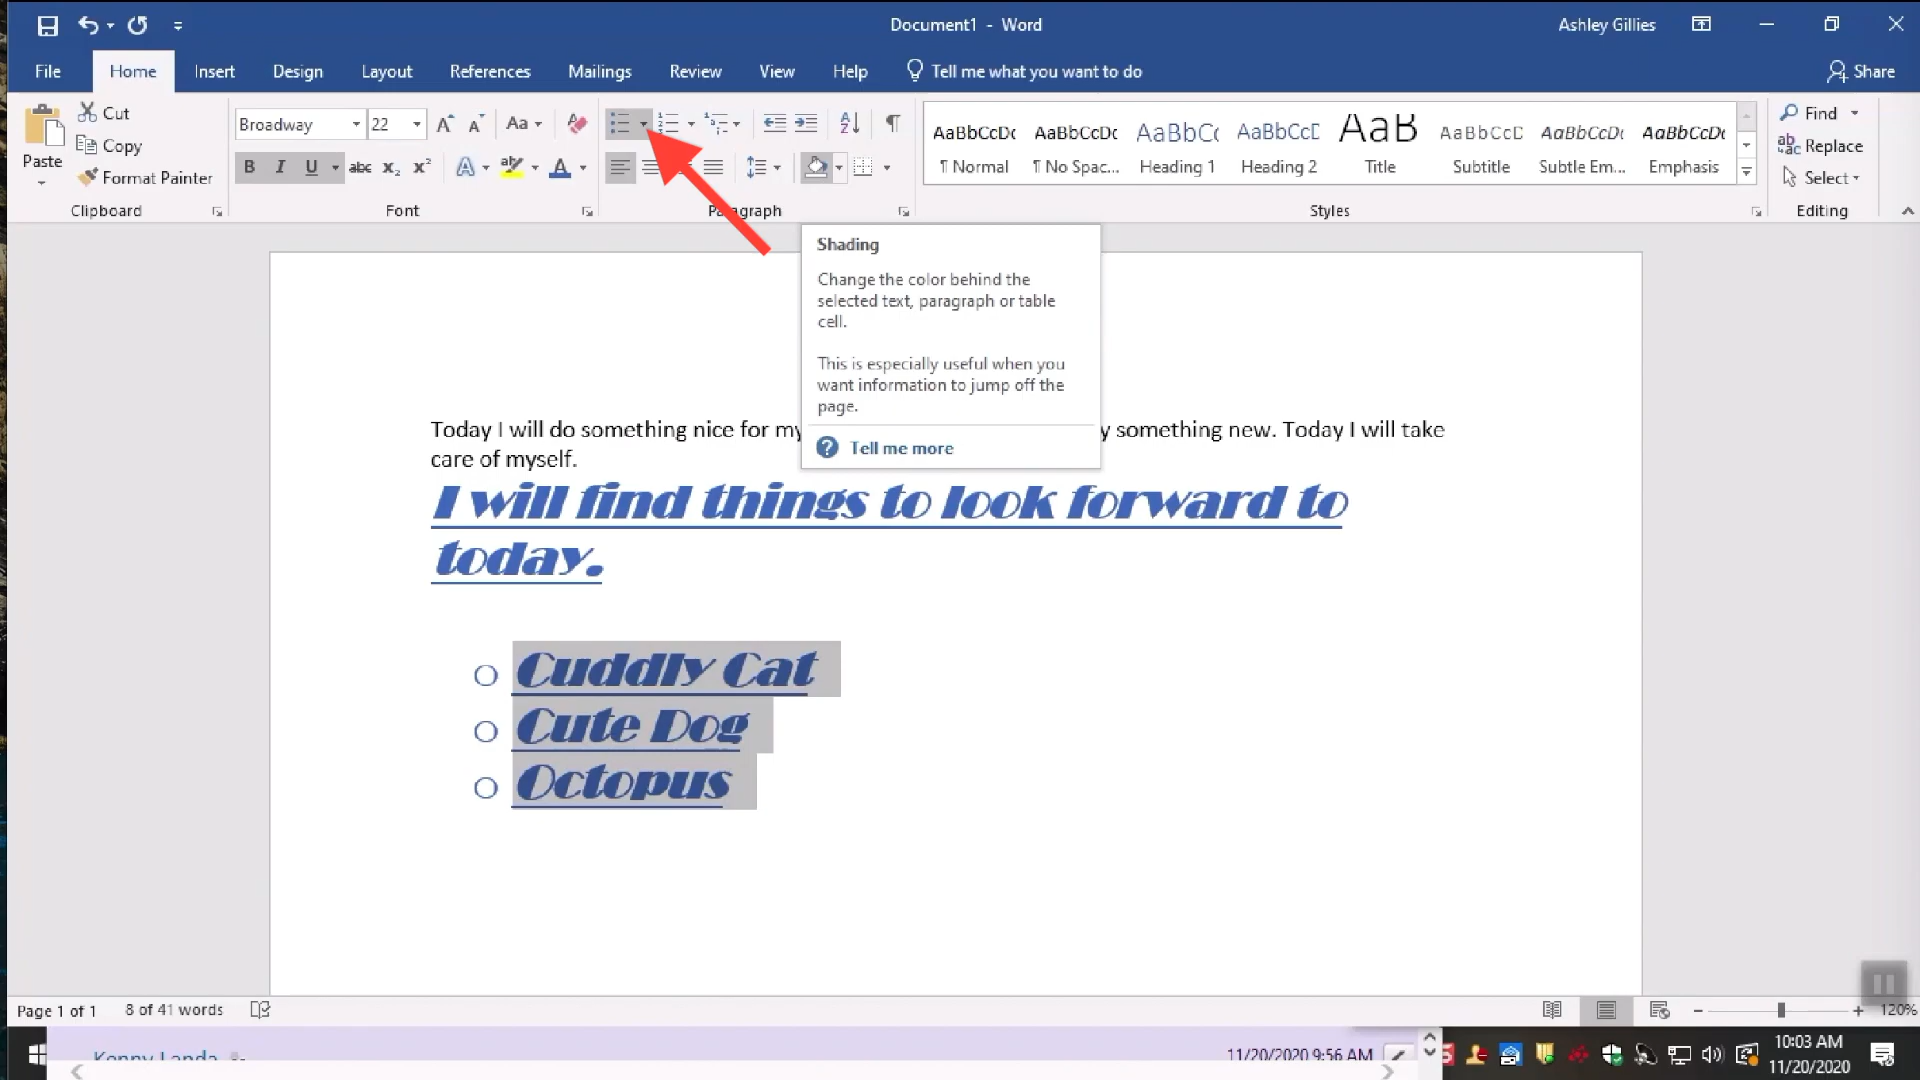 Document1 - Word
Ashley Gillies
File Home Insert Design Layout References Mailings Review View Help Tell me what you want to do
Share
Paste
Cut
Copy
Format Painter
Clipboard
Broadway 22 Aa
B I U abc X₂ X² A aby A
Font
A Z ¶
Paragraph
AaBbCcDc AaBbCcDc AaBbCc AaBbCcD AaB AaBbCcD AaBbCcDc AaBbCcDc
¶ Normal ¶ No Spac... Heading 1 Heading 2 Title Subtitle Subtle Em... Emphasis
Styles
Find
Replace
Select
Editing
Shading
Change the color behind the
selected text, paragraph or table
cell.
This is especially useful when you
want information to jump off the
page.
? Tell me more
Today I will do something nice for my something new. Today I will take
care of myself.
I will find things to look forward to
today.
Cuddly Cat
Cute Dog
Octopus
Page 1 of 1 8 of 41 words
120%
Kenny Landa
11/20/2020 9:56 AM
10:03 AM
11/20/2020